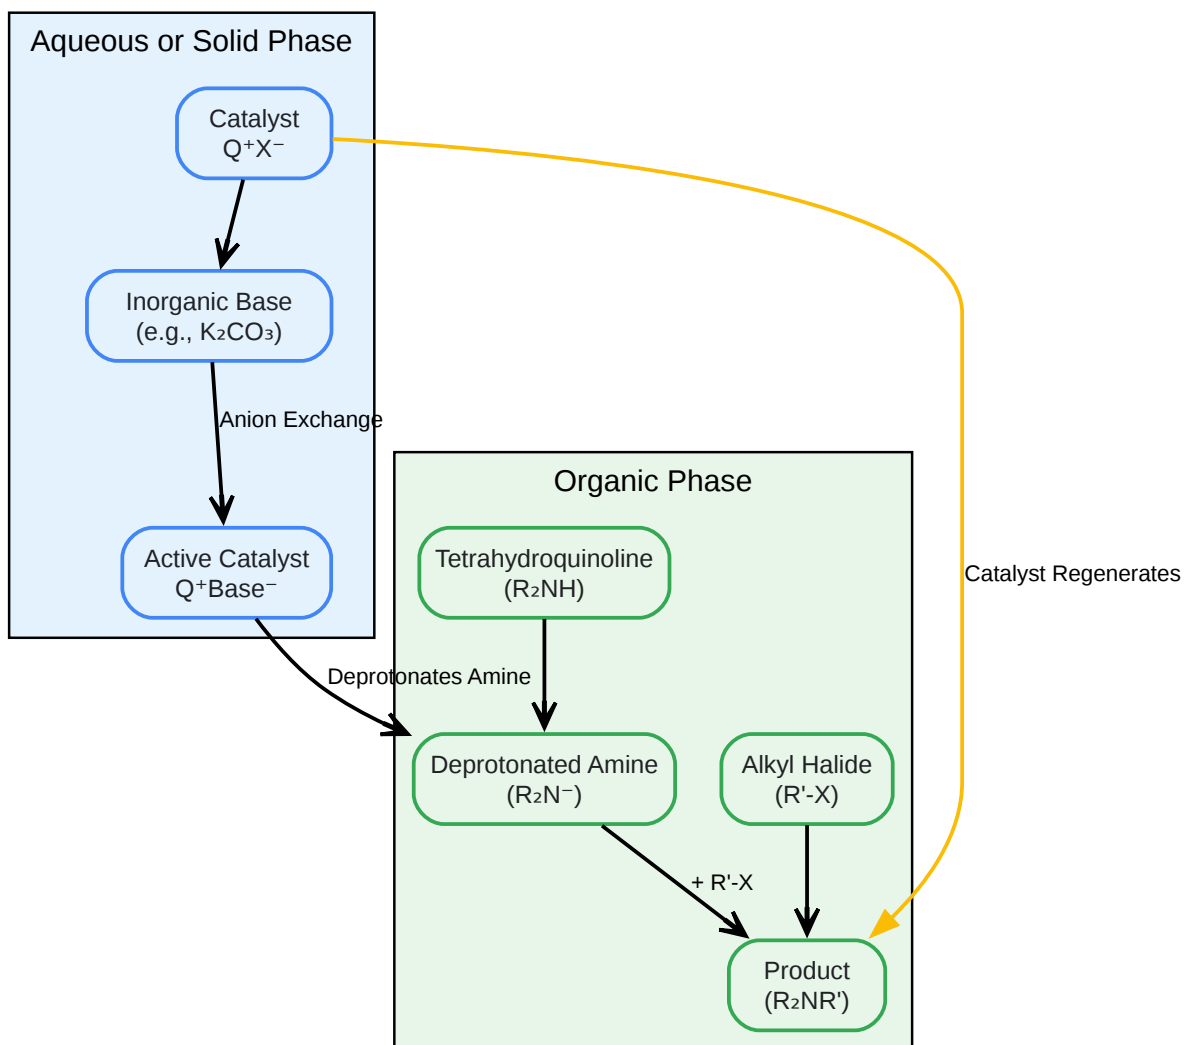 Aqueous or Solid Phase
Catalyst
Q⁺X⁻
Inorganic Base
(e.g., K₂CO₃)
Anion Exchange
Active Catalyst
Q⁺Base⁻
Organic Phase
Tetrahydroquinoline
(R₂NH)
Catalyst Regenerates
Deprotonates Amine
Deprotonated Amine
(R₂N⁻)
Alkyl Halide
(R'-X)
+ R'-X
Product
(R₂NR')